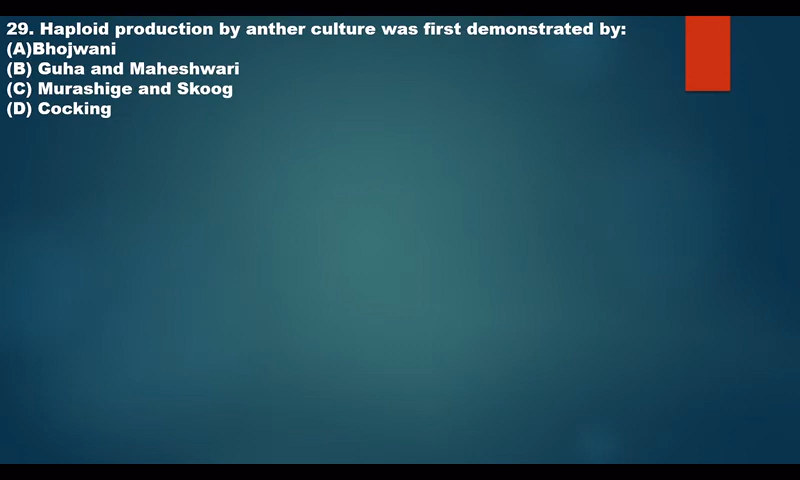 29. Haploid production by anther culture was first demonstrated by:
(A)Bhojwani
(B) Guha and Maheshwari
(C) Murashige and Skoog
(D) Cocking